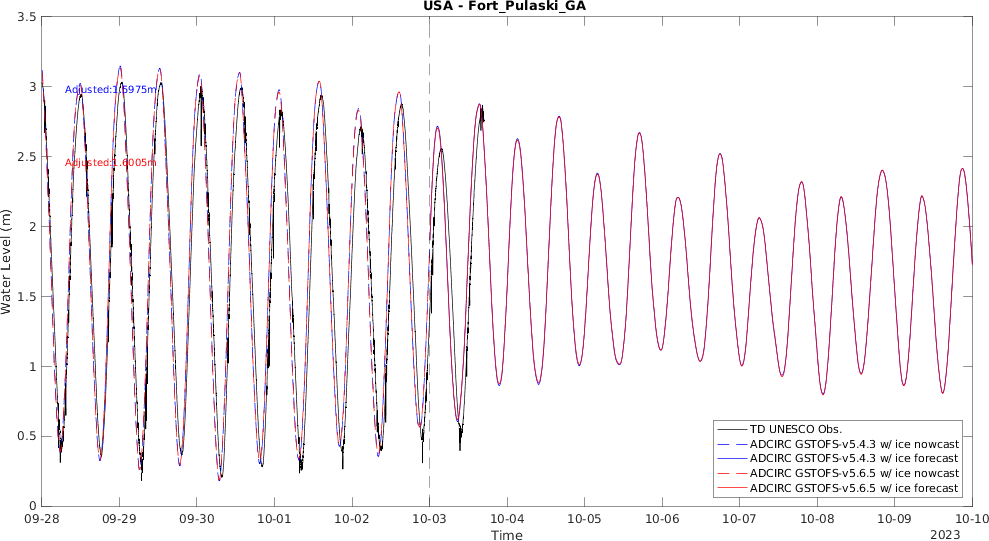 USA - Fort_Pulaski_GA
3.5
3
2.5
2
1.5
1
0.5
0
Water Level (m)
Adjusted:1.5975m
Adjusted:1.6005m
TD UNESCO Obs.
ADCIRC GSTOFS-v5.4.3 w/ ice nowcast
ADCIRC GSTOFS-v5.4.3 w/ ice forecast
ADCIRC GSTOFS-v5.6.5 w/ ice nowcast
ADCIRC GSTOFS-v5.6.5 w/ ice forecast
09-28 09-29 09-30 10-01 10-02 10-03 10-04 10-05 10-06 10-07 10-08 10-09 10-10
Time
2023